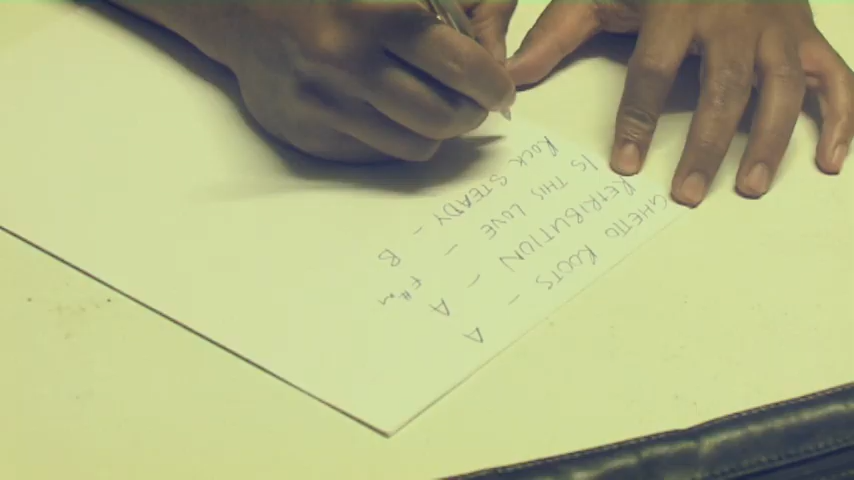 GHETTO ROOTS - A
RETRIBUTION - A
IS THIS LOVE - F#m
ROCK STEADY - B